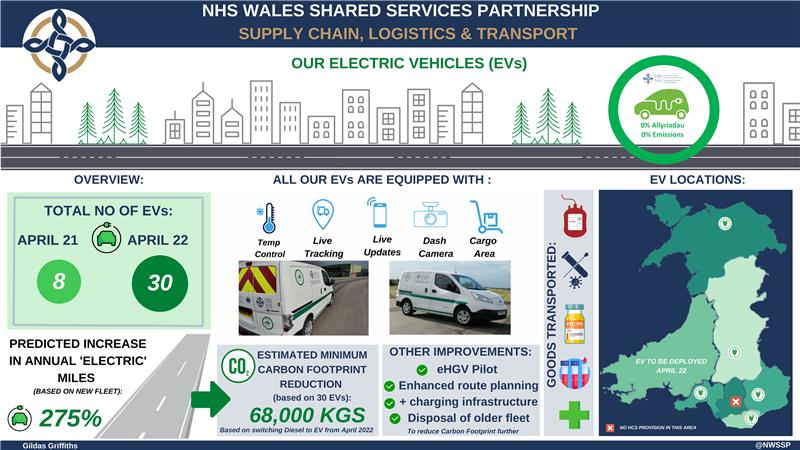 NHS WALES SHARED SERVICES PARTNERSHIP
SUPPLY CHAIN, LOGISTICS & TRANSPORT
OUR ELECTRIC VEHICLES (EVs)
0% Allyriadau
0% Emissions
OVERVIEW:
TOTAL NO OF EVs:
APRIL 21
APRIL 22
8
30
PREDICTED INCREASE
IN ANNUAL 'ELECTRIC'
MILES
(BASED ON NEW FLEET):
275%
ALL OUR EVs ARE EQUIPPED WITH :
Temp
Control
Live
Tracking
Live
Updates
Dash
Camera
Cargo
Area
CO2
ESTIMATED MINIMUM
CARBON FOOTPRINT
REDUCTION
(based on 30 EVs):
68,000 KGS
Based on switching Diesel to EV from April 2022
OTHER IMPROVEMENTS:
eHGV Pilot
Enhanced route planning
+ charging infrastructure
Disposal of older fleet
To reduce Carbon Footprint further
GOODS TRANSPORTED:
VACCINE
EV LOCATIONS:
EV TO BE DEPLOYED
APRIL 22
NO HCS PROVISION IN THIS AREA
Gildas Griffiths
@NWSSP